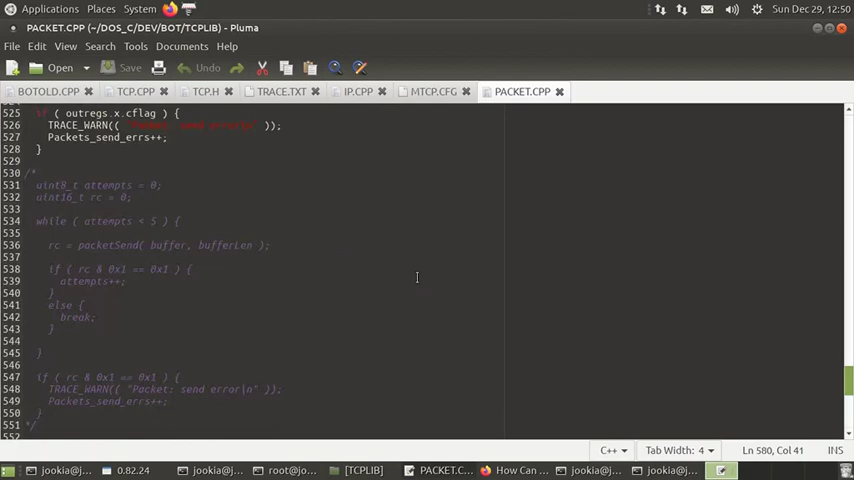 Applications Places System Sun Dec 29, 12:50
PACKET.CPP (~/DOS_C/DEV/BOT/TCPLIB) - Pluma
File Edit View Search Tools Documents Help
Open Save Undo
BOTOLD.CPP TCP.CPP TCP.H TRACE.TXT IP.CPP MTCP.CFG PACKET.CPP
525 if ( outregs.x.cflag ) {
526 TRACE_WARN(( "Packet: send error\n" ));
527 Packets_send_errs++;
528 }
529
530 /*
531 uint8_t attempts = 0;
532 uint16_t rc = 0;
533
534 while ( attempts < 5 ) {
535
536 rc = packetSend( buffer, bufferLen );
537
538 if ( rc & 0x1 == 0x1 ) {
539 attempts++;
540 }
541 else {
542 break;
543 }
544
545 }
546
547 if ( rc & 0x1 == 0x1 ) {
548 TRACE_WARN(( "Packet: send error\n" ));
549 Packets_send_errs++;
550 }
551 */
552
C++ Tab Width: 4 Ln 580, Col 41 INS
jookia@j... 0.82.24 jookia@j... root@jo... [TCPLIB] PACKET.C... How Can ... jookia@j... jookia@j...